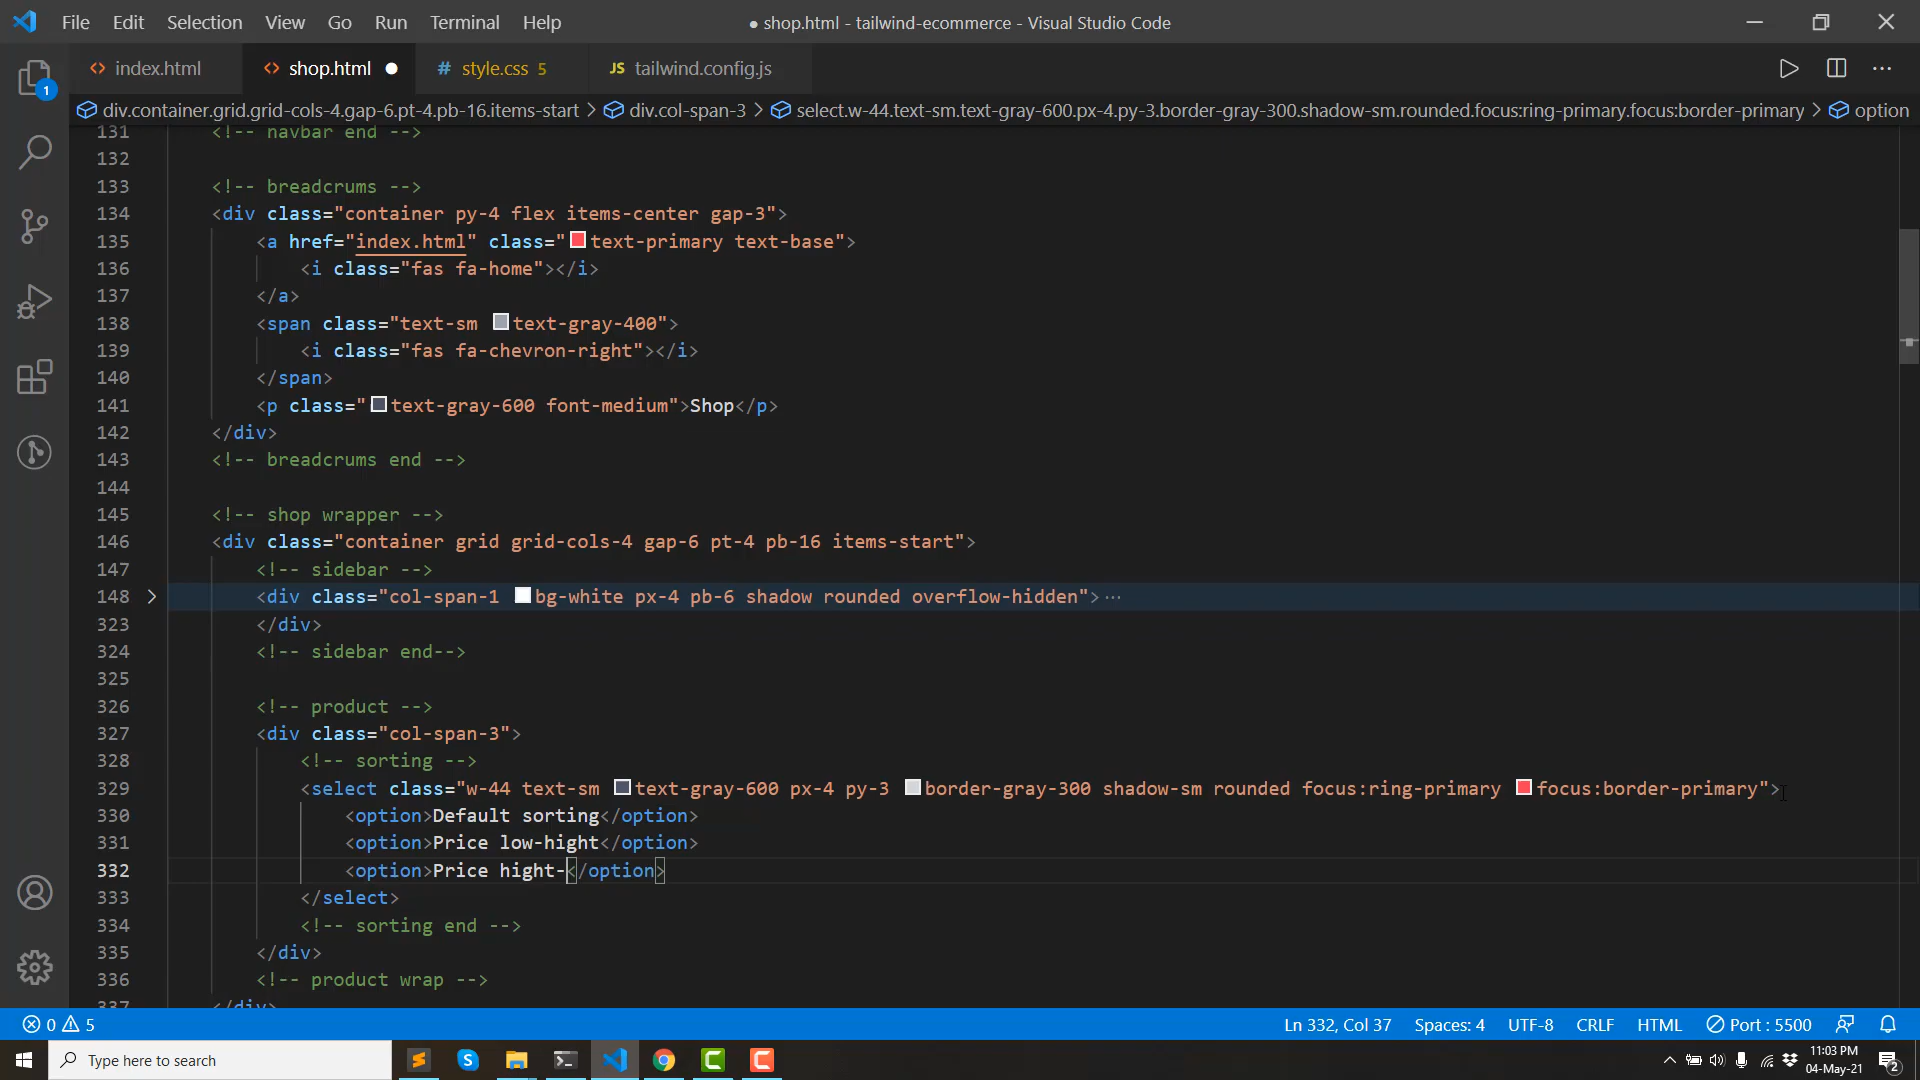 File Edit Selection View Go Run Terminal Help
● shop.html - tailwind-ecommerce - Visual Studio Code
index.html
shop.html
# style.css 5
JS tailwind.config.js
div.container.grid.grid-cols-4.gap-6.pt-4.pb-16.items-start > div.col-span-3 > select.w-44.text-sm.text-gray-600.px-4.py-3.border-gray-300.shadow-sm.rounded.focus:ring-primary.focus:border-primary > option
1
131 <!-- navbar end -->
132
133 <!-- breadcrums -->
134 <div class="container py-4 flex items-center gap-3">
135 <a href="index.html" class="text-primary text-base">
136 <i class="fas fa-home"></i>
137 </a>
138 <span class="text-sm text-gray-400">
139 <i class="fas fa-chevron-right"></i>
140 </span>
141 <p class="text-gray-600 font-medium">Shop</p>
142 </div>
143 <!-- breadcrums end -->
144
145 <!-- shop wrapper -->
146 <div class="container grid grid-cols-4 gap-6 pt-4 pb-16 items-start">
147 <!-- sidebar -->
148 <div class="col-span-1 bg-white px-4 pb-6 shadow rounded overflow-hidden">···
323 </div>
324 <!-- sidebar end-->
325
326 <!-- product -->
327 <div class="col-span-3">
328 <!-- sorting -->
329 <select class="w-44 text-sm text-gray-600 px-4 py-3 border-gray-300 shadow-sm rounded focus:ring-primary focus:border-primary">
330 <option>Default sorting</option>
331 <option>Price low-hight</option>
332 <option>Price hight-</option>
333 </select>
334 <!-- sorting end -->
335 </div>
336 <!-- product wrap -->
337 </div>
0 5
Ln 332, Col 37 Spaces: 4 UTF-8 CRLF HTML Port : 5500
Type here to search
11:03 PM
04-May-21
2